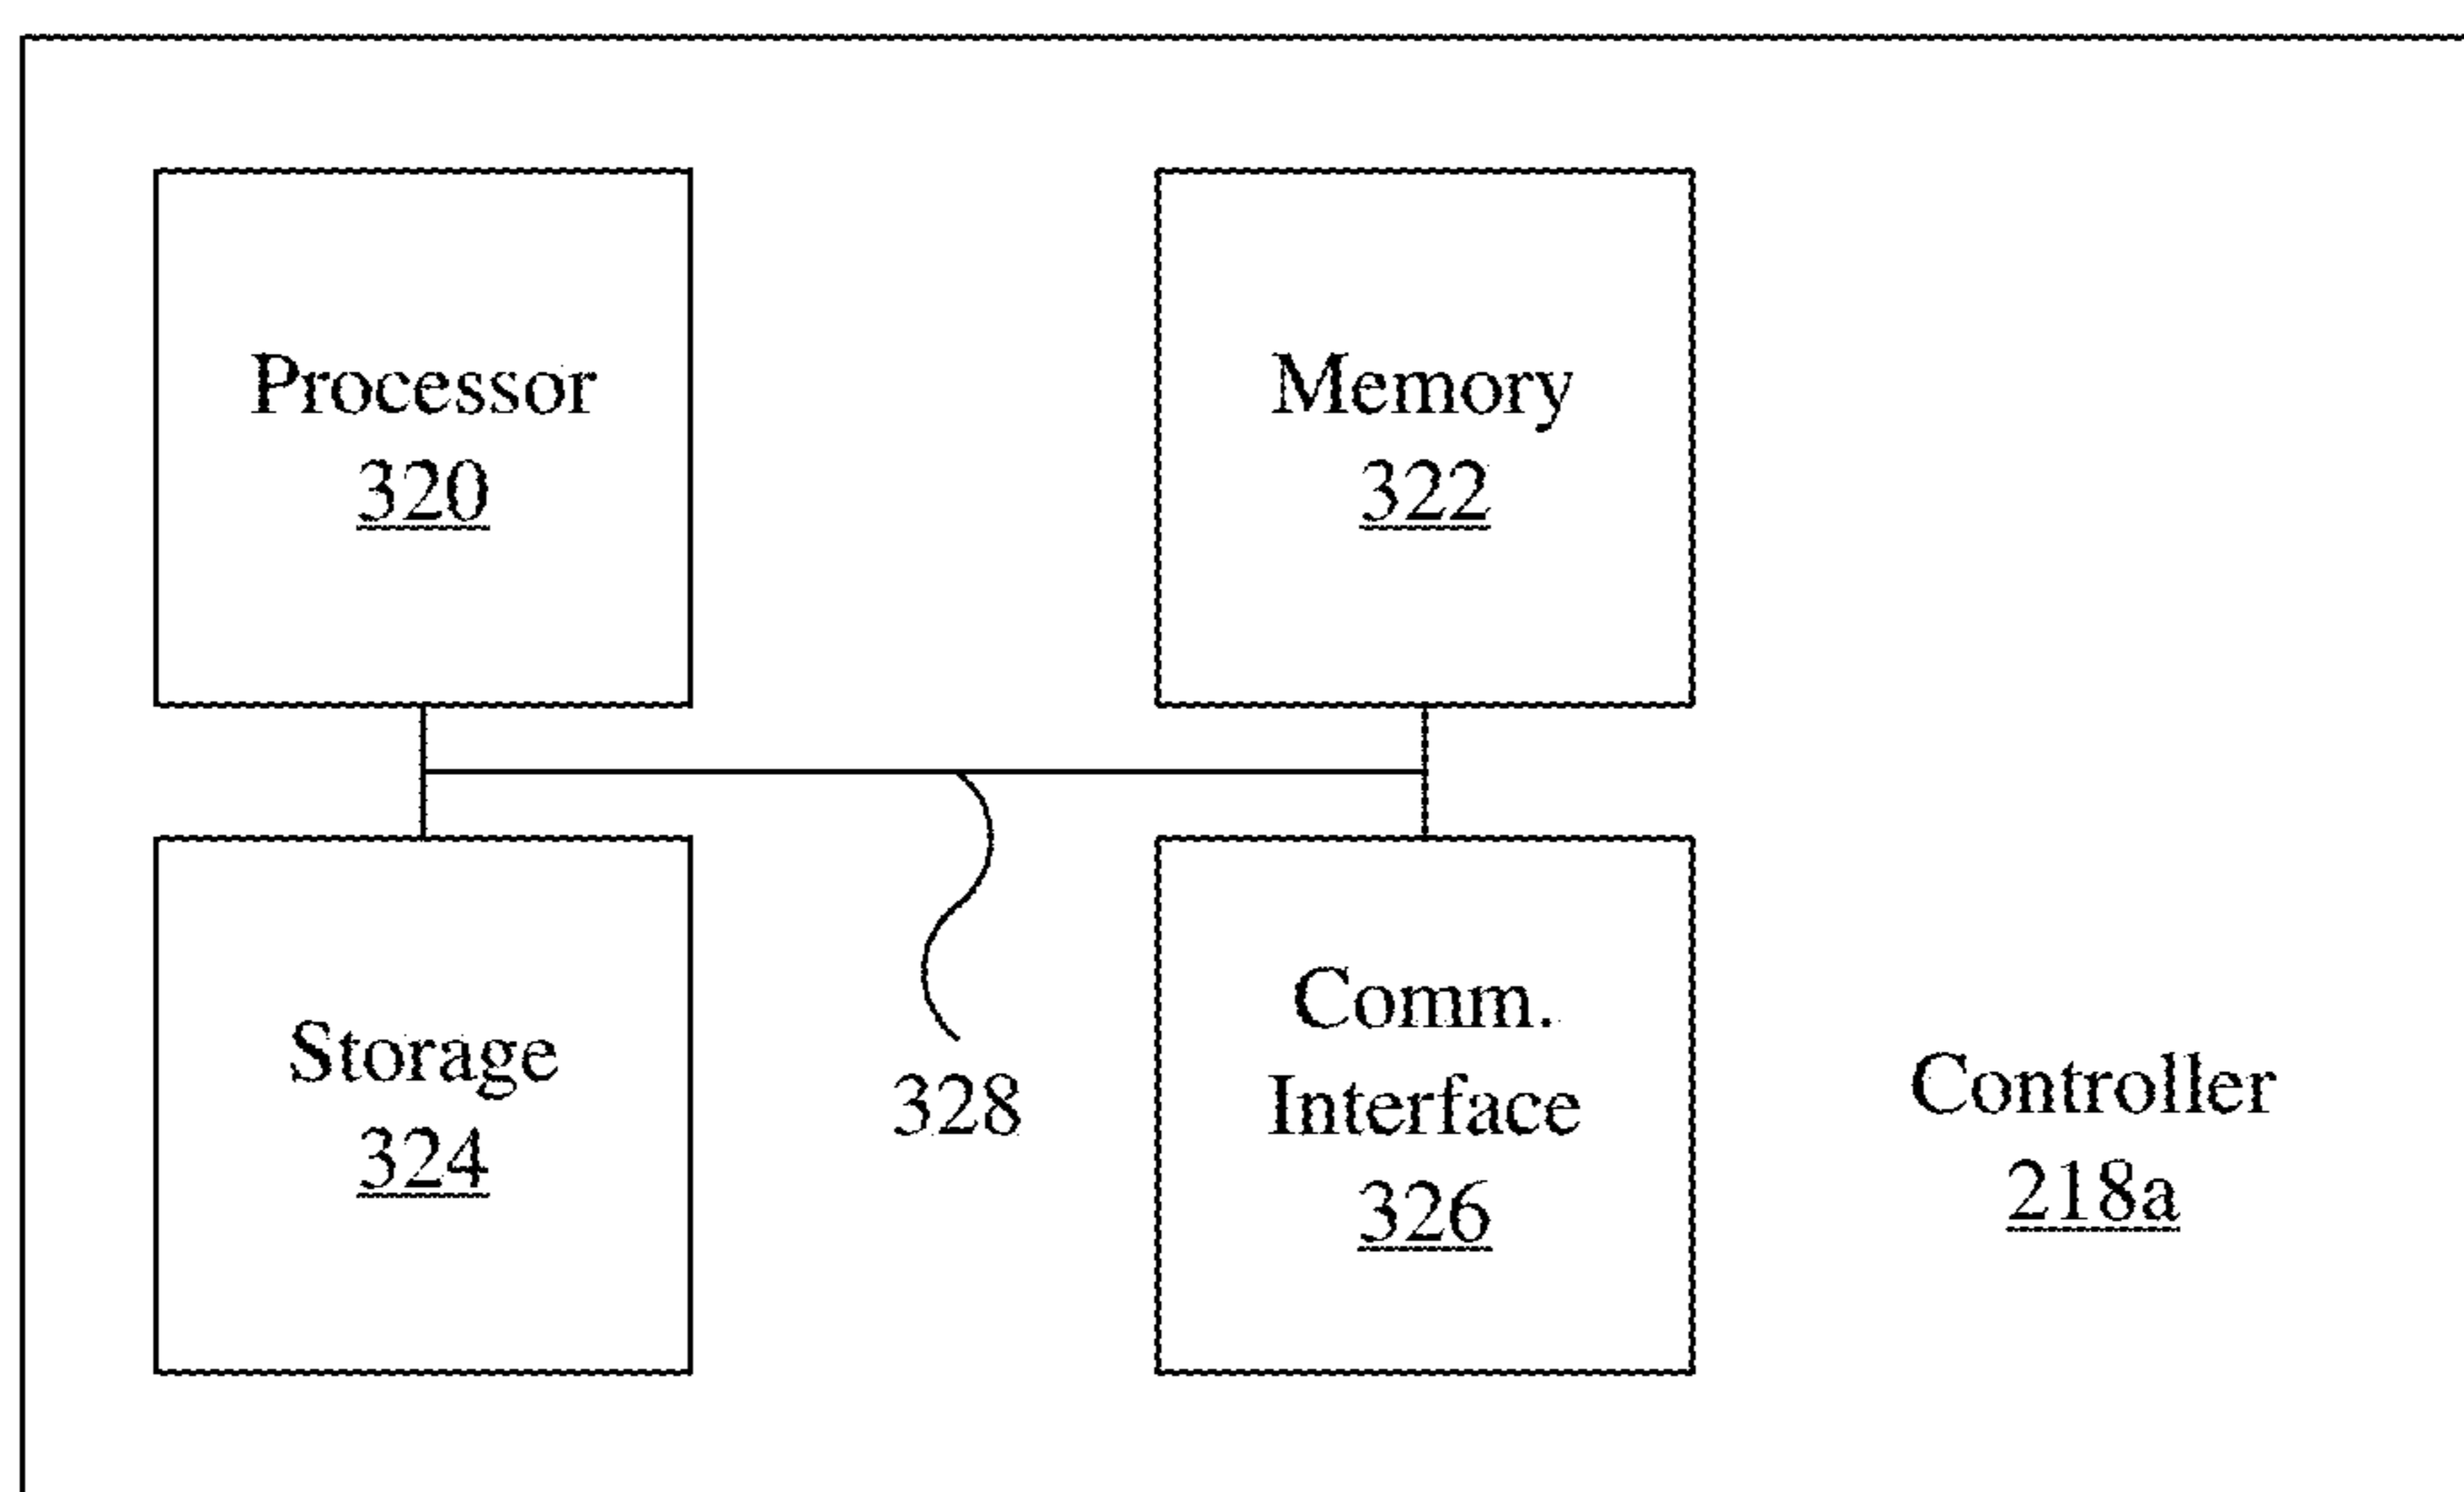 Processor
320
Memory
322
Storage
324
328
Comm.
Interface
326
Controller
218a